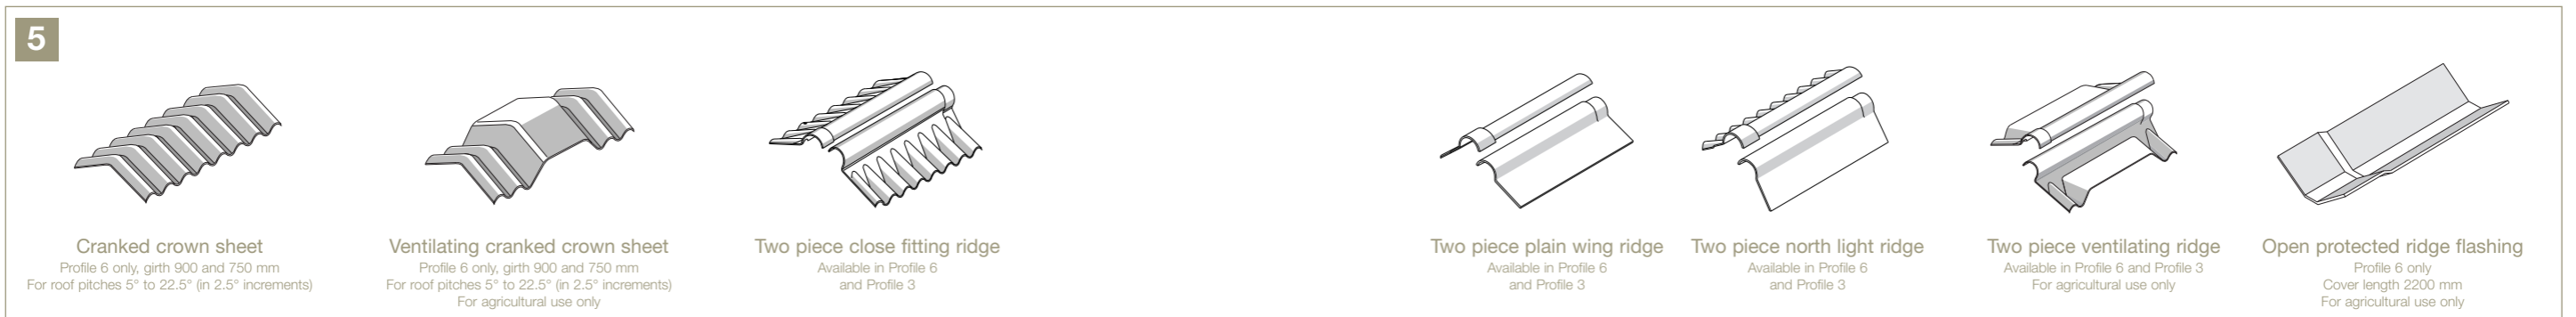 5
Cranked crown sheet
Profile 6 only, girth 900 and 750 mm
For roof pitches 5° to 22.5° (in 2.5° increments)
Ventilating cranked crown sheet
Profile 6 only, girth 900 and 750 mm
For roof pitches 5° to 22.5° (in 2.5° increments)
For agricultural use only
Two piece close fitting ridge
Available in Profile 6
and Profile 3
Two piece plain wing ridge
Available in Profile 6
and Profile 3
Two piece north light ridge
Available in Profile 6
and Profile 3
Two piece ventilating ridge
Available in Profile 6 and Profile 3
For agricultural use only
Open protected ridge flashing
Profile 6 only
Cover length 2200 mm
For agricultural use only